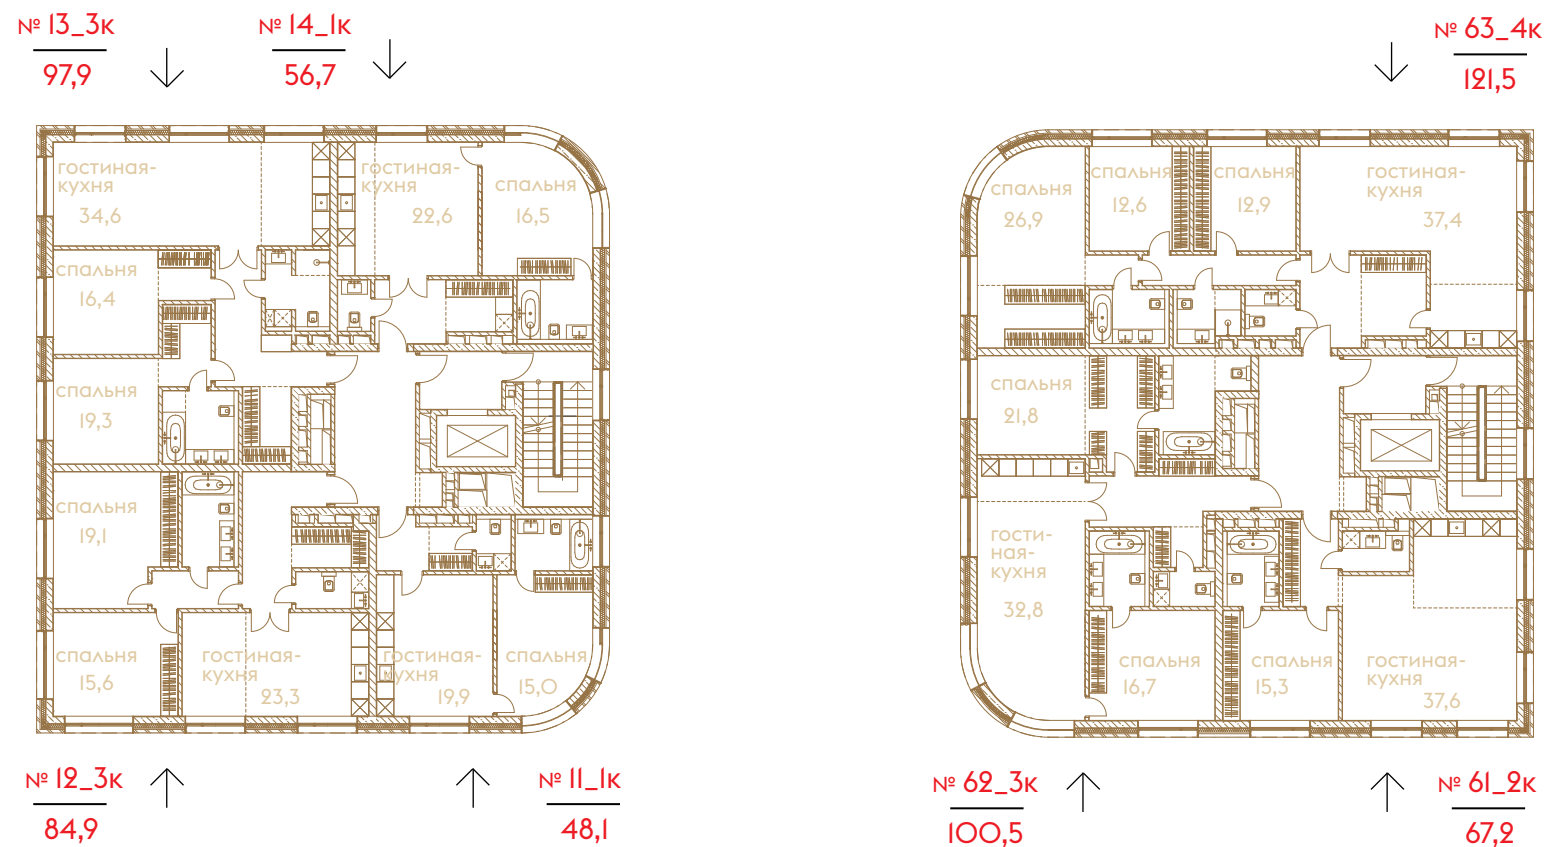 № 13_3к
97,9
№ 14_1к
56,7
№ 63_4к
121,5
гостиная-
кухня
34,6
гостиная-
кухня
22,6
спальня
16,5
спальня
16,4
спальня
19,3
спальня
19,1
спальня
15,6
гостиная-
кухня
23,3
гостиная-
кухня
19,9
спальня
15,0
спальня
26,9
спальня
12,6
спальня
12,9
гостиная-
кухня
37,4
спальня
21,8
гости-
ная-
кухня
32,8
спальня
16,7
спальня
15,3
гостиная-
кухня
37,6
№ 12_3к
84,9
№ 11_1к
48,1
№ 62_3к
100,5
№ 61_2к
67,2